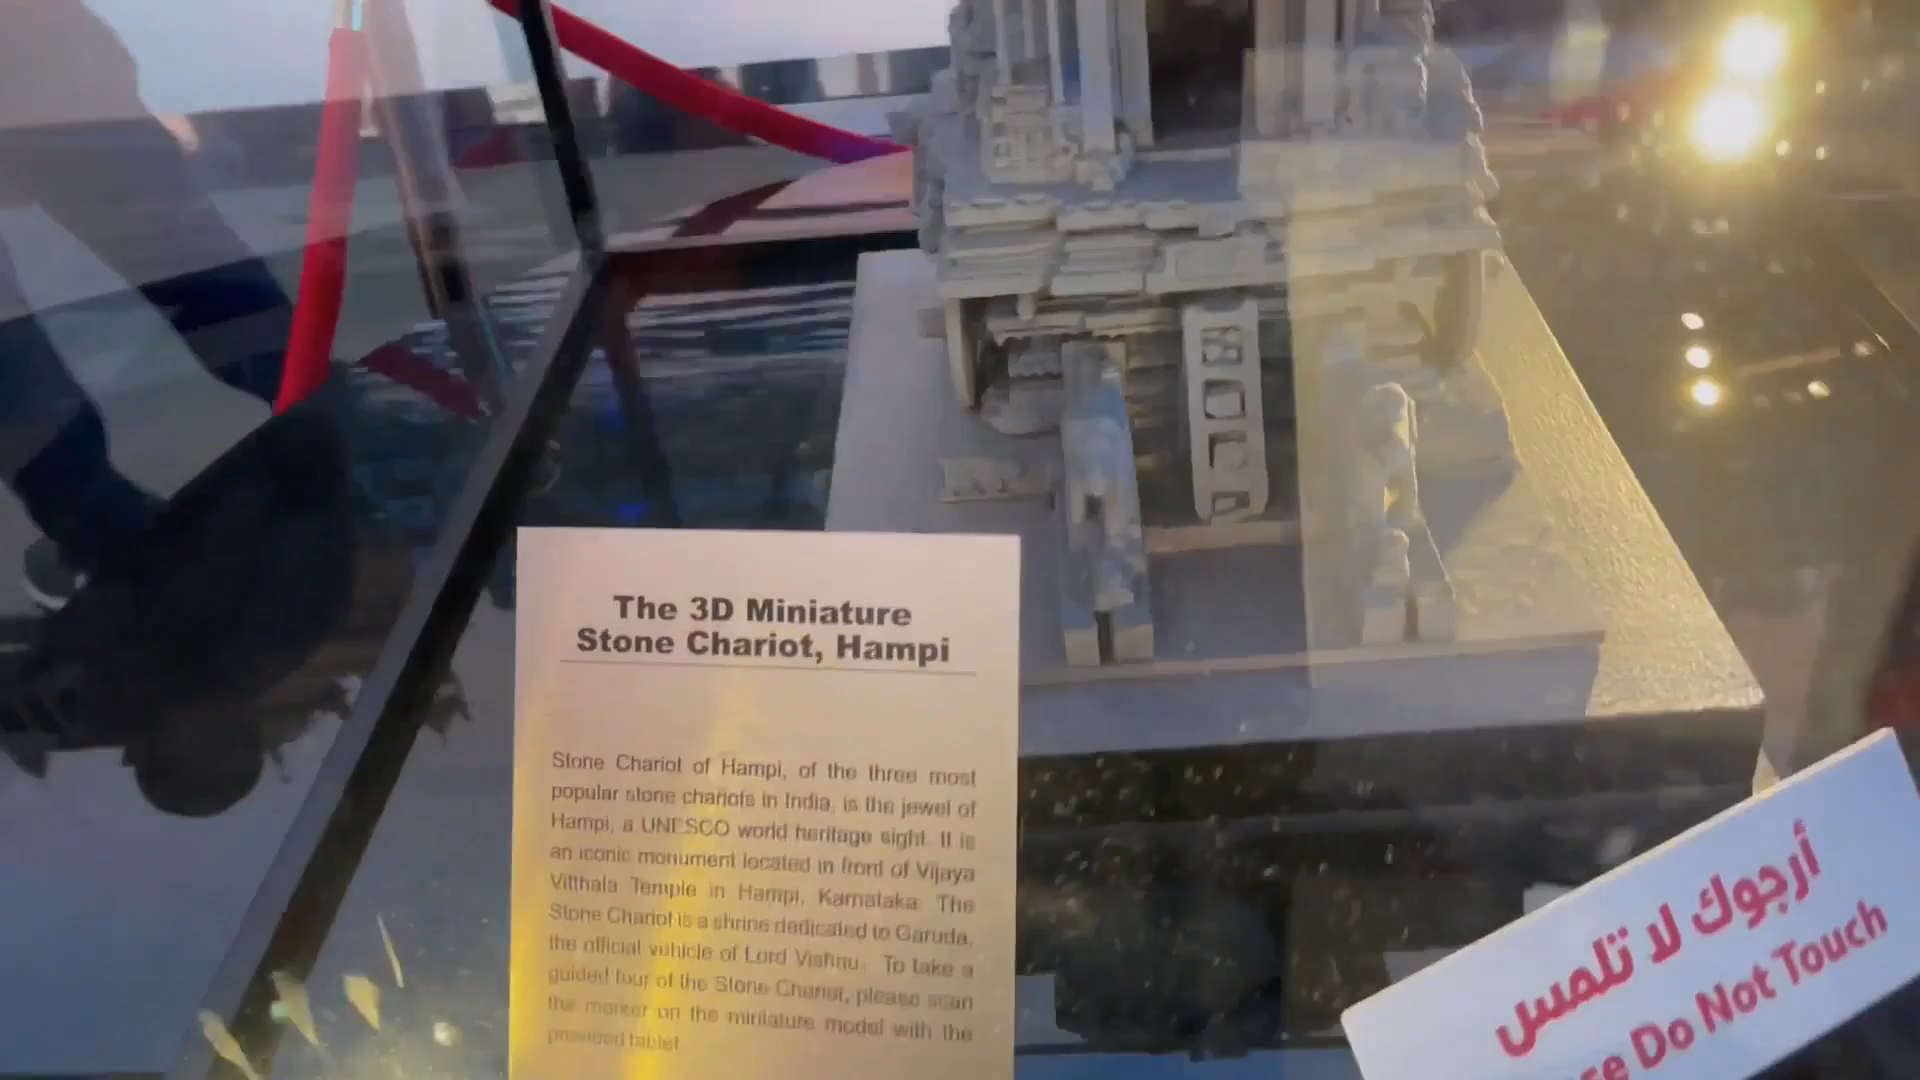 The 3D Miniature
Stone Chariot, Hampi
Stone Chariot of Hampi, of the three most
popular stone chariots in India, is the jewel of
Hampi, a UNESCO world heritage sight. It is
an iconic monument located in front of Vijaya
Vitthala Temple in Hampi, Karnataka. The
Stone Chariot is a shrine dedicated to Garuda,
the official vehicle of Lord Vishnu. To take a
guided tour of the Stone Chariot, please scan
the marker on the miniature model with the
provided tablet
أرجوك لا تلمس
Do Not Touch